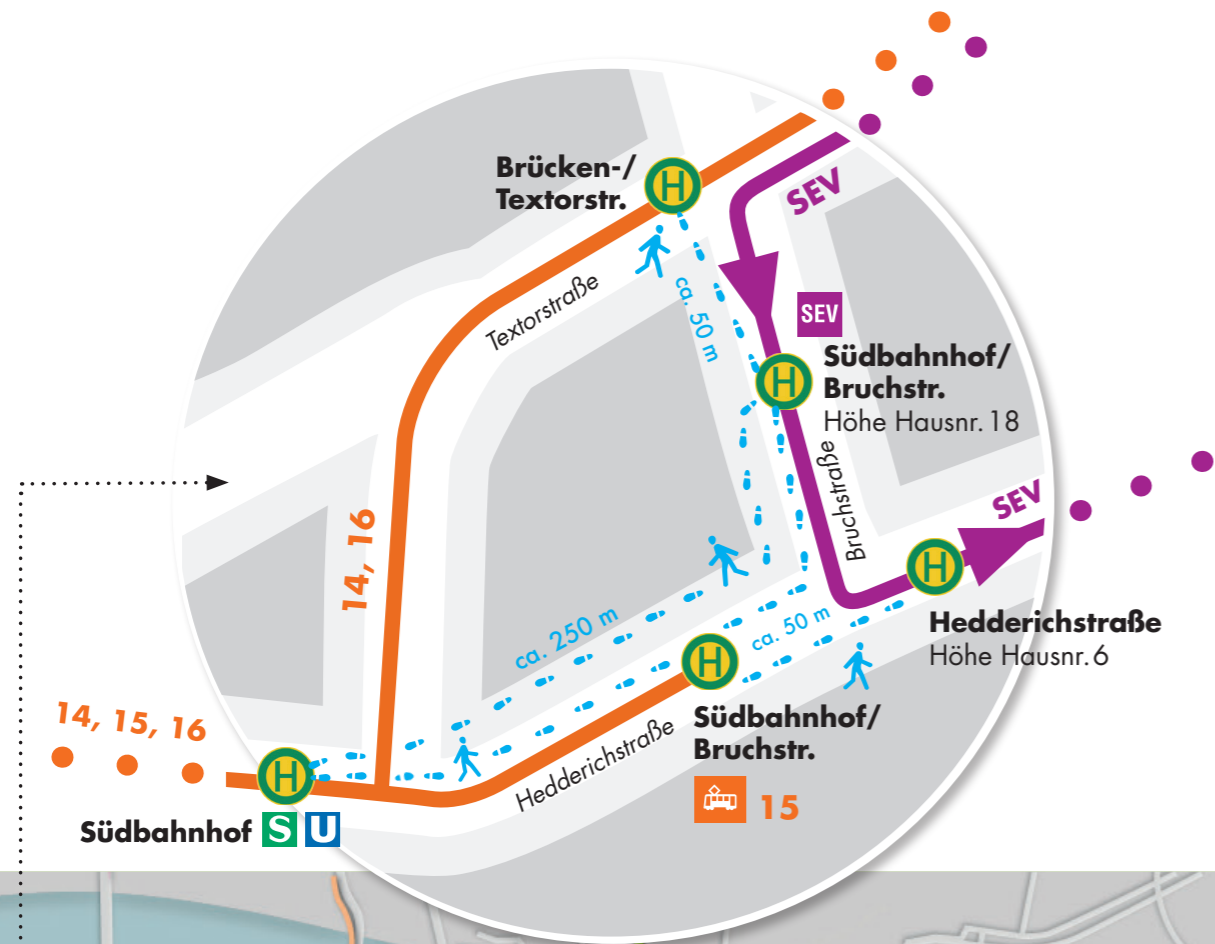 Brücken-/
Textorstr.
H
SEV
Textorstraße
ca. 50 m
SEV
Südbahnhof/
Bruchstr.
Höhe Hausnr. 18
H
Bruchstraße
14, 16
SEV
H
Hedderichstraße
Höhe Hausnr. 6
ca. 250 m
ca. 50 m
H
Südbahnhof/
Bruchstr.
15
Hedderichstraße
14, 15, 16
H
Südbahnhof S U